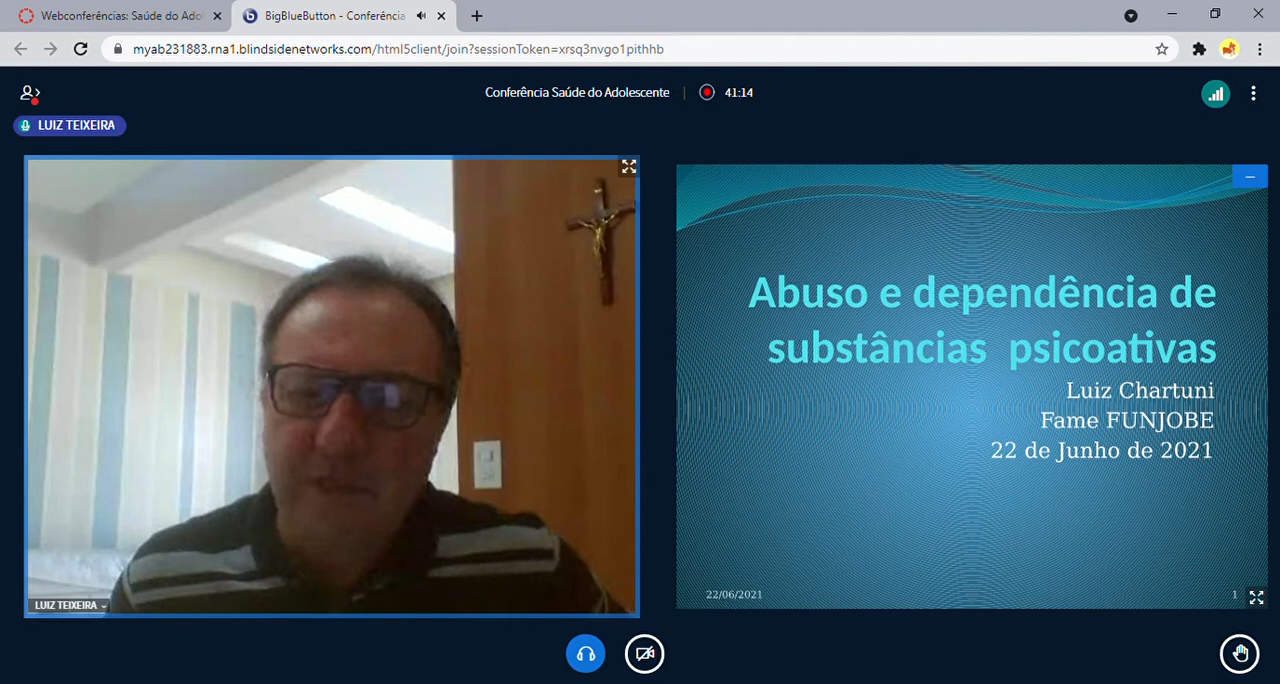 Webconferências: Saúde do Adol
BigBlueButton - Conferência
myab231883.rna1.blindsidenetworks.com/html5client/join?sessionToken=xrsq3nvgo1pithhb
Conferência Saúde do Adolescente
41:14
LUIZ TEIXEIRA
LUIZ TEIXEIRA
Abuso e dependência de
substâncias psicoativas
Luiz Chartuni
Fame FUNJOBE
22 de Junho de 2021
22/06/2021
1